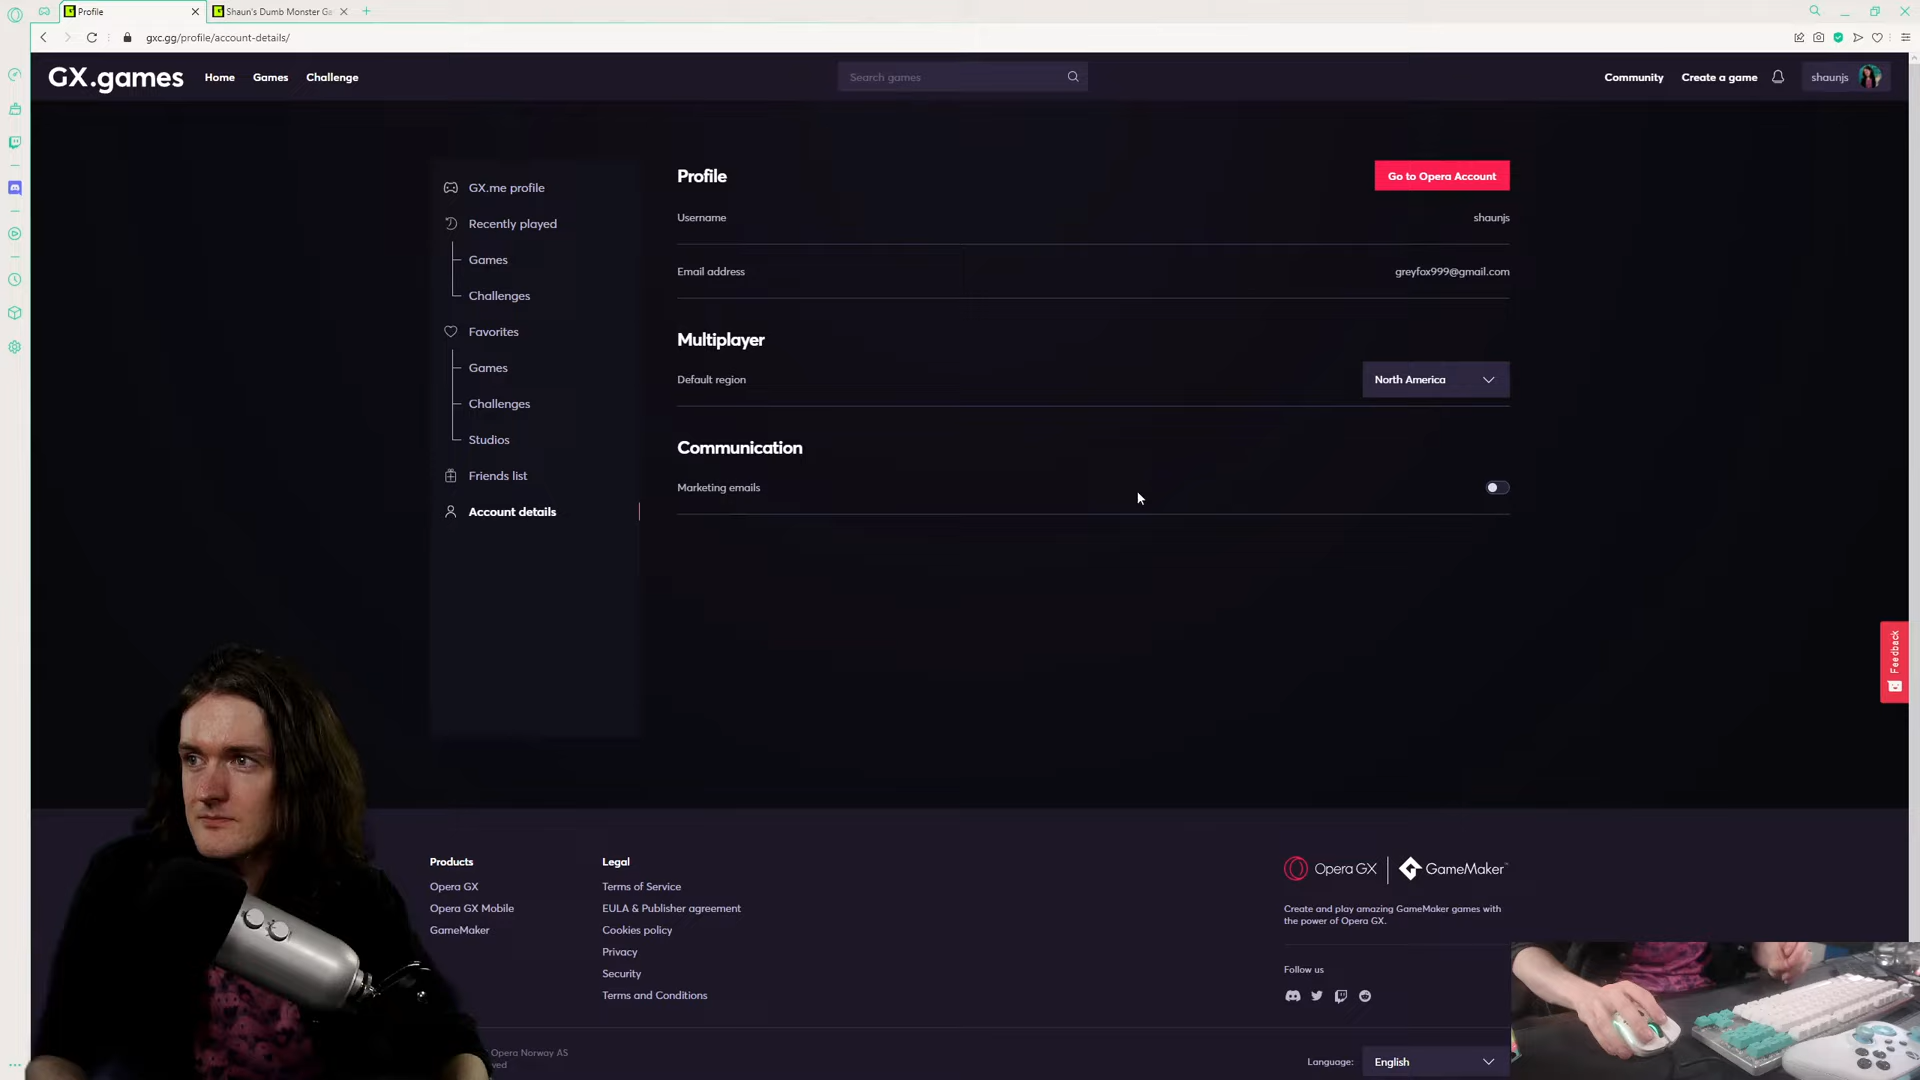 Profile
Shaun's Dumb Monster Ga
gxc.gg/profile/account-details/
GX.games
Home
Games
Challenge
Search games
Community
Create a game
shaunjs
GX.me profile
Recently played
Games
Challenges
Favorites
Games
Challenges
Studios
Friends list
Account details
Profile
Go to Opera Account
Username
shaunjs
Email address
greyfox999@gmail.com
Multiplayer
Default region
North America
Communication
Marketing emails
Feedback
Products
Opera GX
Opera GX Mobile
GameMaker
Legal
Terms of Service
EULA & Publisher agreement
Cookies policy
Privacy
Security
Terms and Conditions
Opera GX
GameMaker™
Create and play amazing GameMaker games with
the power of Opera GX.
Follow us
Opera Norway AS
ved
Language:
English